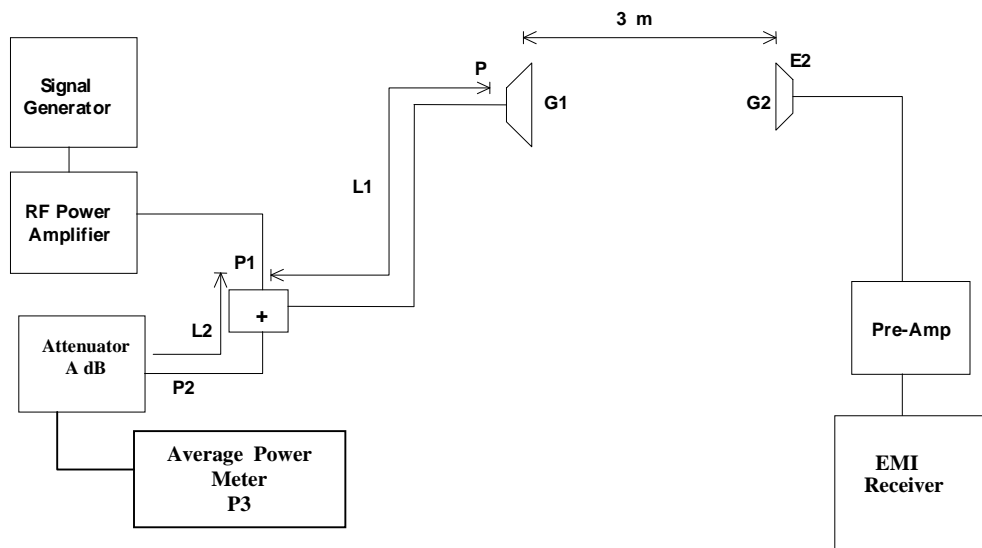 3 m
P
E2
G1
G2
Signal
Generator
L1
RF Power
Amplifier
P1
+
L2
Attenuator
A dB
P2
Pre-Amp
Average Power
Meter
P3
EMI
Receiver